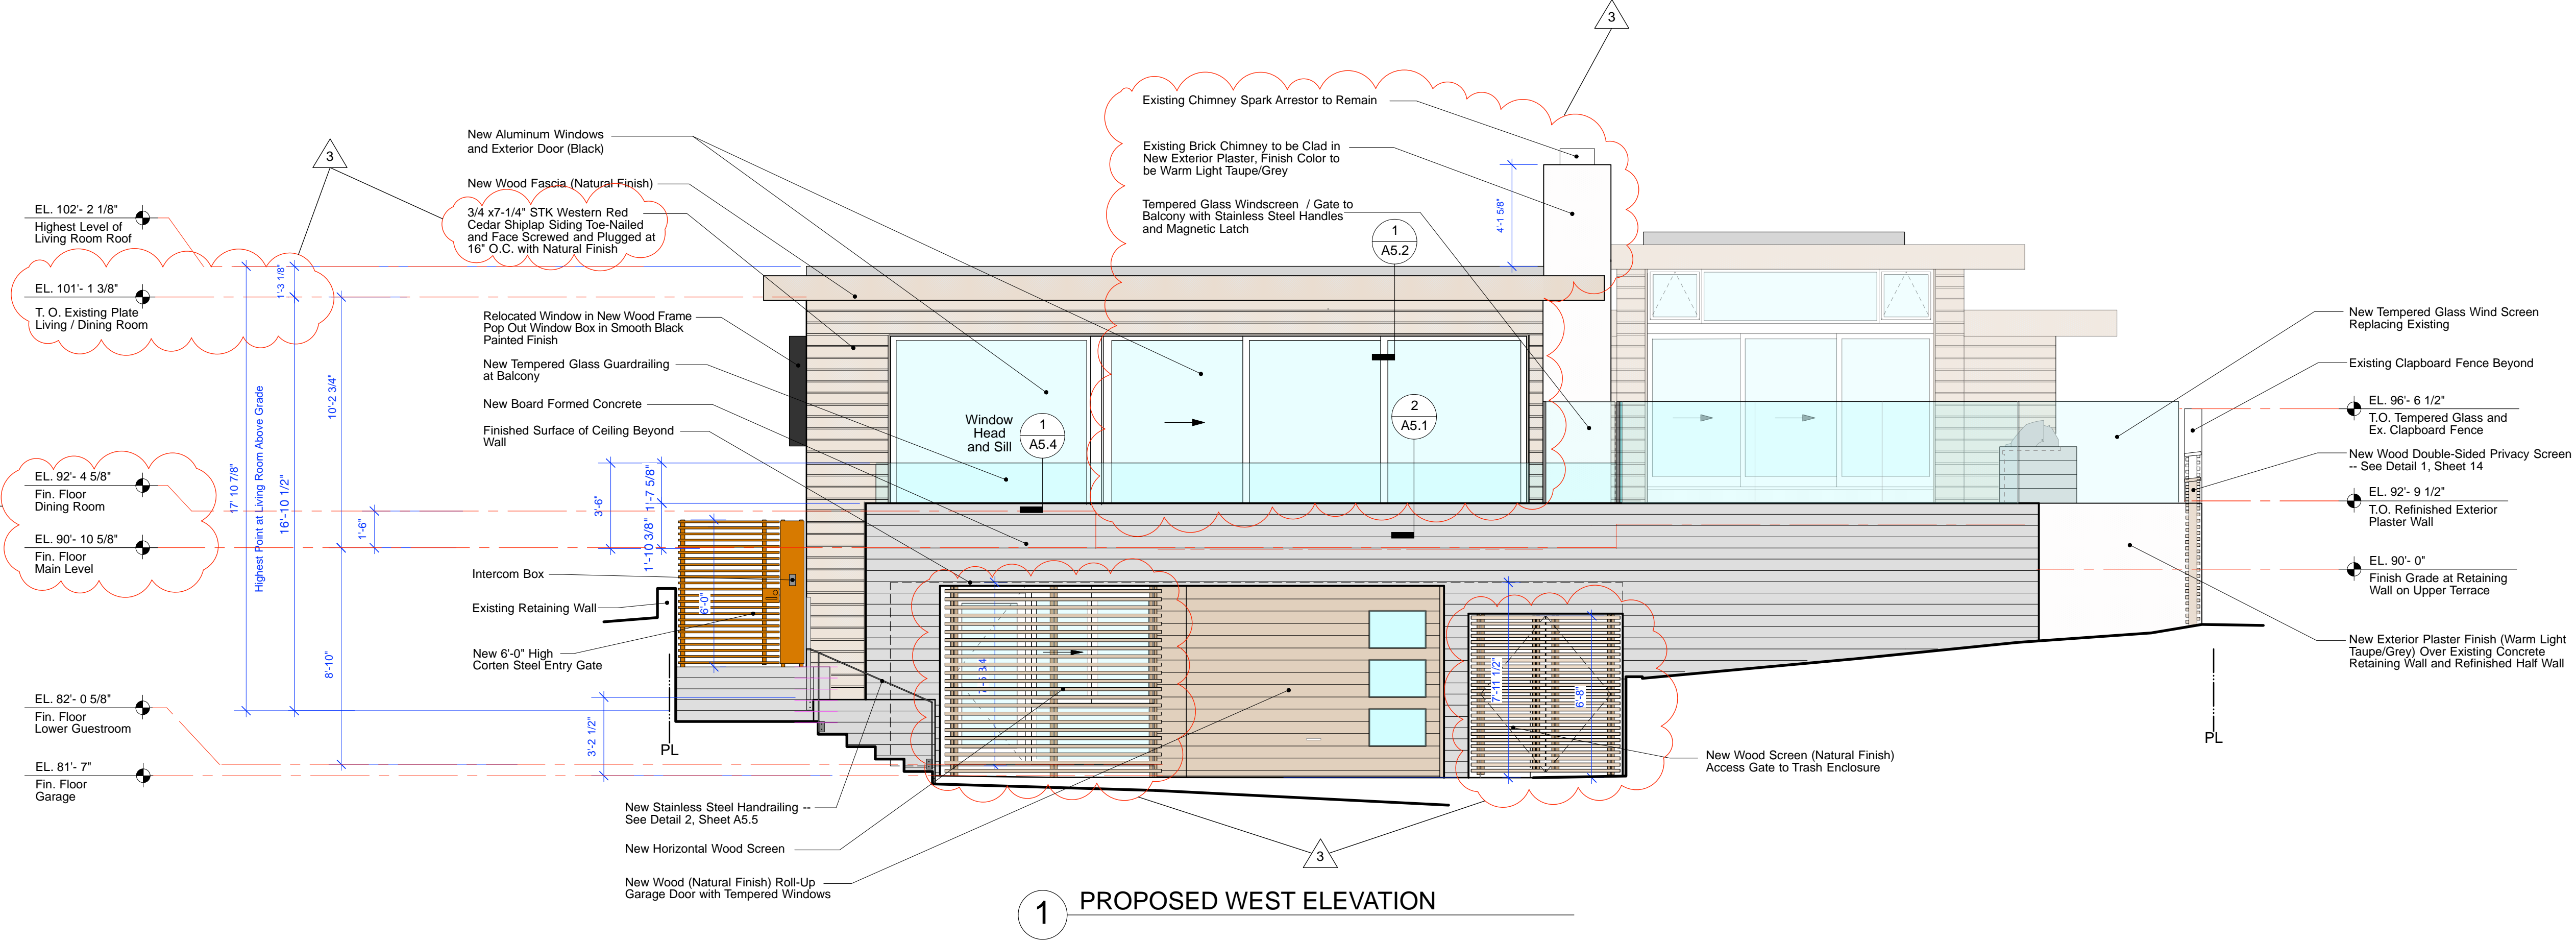 3
3
EL. 102'- 2 1/8"
Highest Level of
Living Room Roof
EL. 101'- 1 3/8"
T. O. Existing Plate
Living / Dining Room
EL. 92'- 4 5/8"
Fin. Floor
Dining Room
EL. 90'- 10 5/8"
Fin. Floor
Main Level
EL. 82'- 0 5/8"
Fin. Floor
Lower Guestroom
EL. 81'- 7"
Fin. Floor
Garage
17' 10 7/8"
Highest Point at Living Room Above Grade
1'-3 1/8"
16'-10 1/2"
10'-2 3/4"
8'-10"
1'-6"
New Aluminum Windows
and Exterior Door (Black)
New Wood Fascia (Natural Finish)
3/4 x7-1/4" STK Western Red
Cedar Shiplap Siding Toe-Nailed
and Face Screwed and Plugged at
16" O.C. with Natural Finish
Relocated Window in New Wood Frame
Pop Out Window Box in Smooth Black
Painted Finish
New Tempered Glass Guardrailing
at Balcony
New Board Formed Concrete
Finished Surface of Ceiling Beyond
Wall
3'-6"
1'-7 5/8"
1'-10 3/8"
Intercom Box
Existing Retaining Wall
New 6'-0" High
Corten Steel Entry Gate
6'-0"
3'-2 1/2"
PL
New Stainless Steel Handrailing --
See Detail 2, Sheet A5.5
New Horizontal Wood Screen
New Wood (Natural Finish) Roll-Up
Garage Door with Tempered Windows
Existing Chimney Spark Arrestor to Remain
Existing Brick Chimney to be Clad in
New Exterior Plaster, Finish Color to
be Warm Light Taupe/Grey
Tempered Glass Windscreen / Gate to
Balcony with Stainless Steel Handles
and Magnetic Latch
1
A5.2
4'-1 5/8"
Window
Head
and Sill
1
A5.4
2
A5.1
7'-11 1/2"
6'-8"
New Wood Screen (Natural Finish)
Access Gate to Trash Enclosure
3
New Tempered Glass Wind Screen
Replacing Existing
Existing Clapboard Fence Beyond
EL. 96'- 6 1/2"
T.O. Tempered Glass and
Ex. Clapboard Fence
New Wood Double-Sided Privacy Screen
-- See Detail 1, Sheet 14
EL. 92'- 9 1/2"
T.O. Refinished Exterior
Plaster Wall
EL. 90'- 0"
Finish Grade at Retaining
Wall on Upper Terrace
New Exterior Plaster Finish (Warm Light
Taupe/Grey) Over Existing Concrete
Retaining Wall and Refinished Half Wall
PL
1
PROPOSED WEST ELEVATION